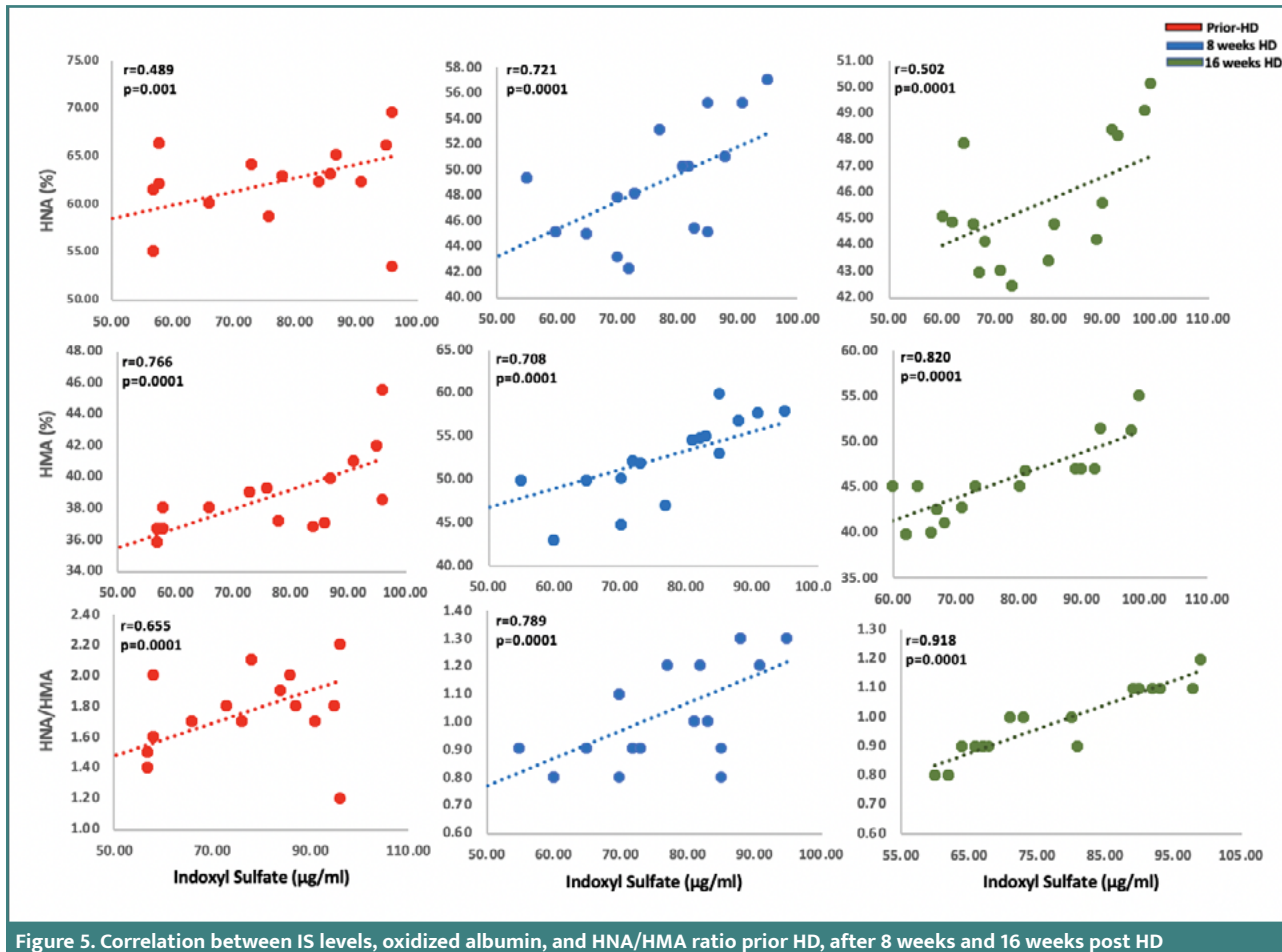 Prior-HD
8 weeks HD
16 weeks HD
HNA (%)
r=0.489
p=0.001
75.00
70.00
65.00
60.00
55.00
50.00
50.00 60.00 70.00 80.00 90.00 100.00
r=0.721
p=0.0001
58.00
56.00
54.00
52.00
50.00
48.00
46.00
44.00
42.00
40.00
50.00 60.00 70.00 80.00 90.00 100.00
r=0.502
p=0.0001
51.00
50.00
49.00
48.00
47.00
46.00
45.00
44.00
43.00
42.00
50.00 60.00 70.00 80.00 90.00 100.00 110.00
HMA (%)
r=0.766
p=0.0001
48.00
46.00
44.00
42.00
40.00
38.00
36.00
34.00
50.00 60.00 70.00 80.00 90.00 100.00
r=0.708
p=0.0001
65.00
60.00
55.00
50.00
45.00
40.00
50.00 60.00 70.00 80.00 90.00 100.00
r=0.820
p=0.0001
60.00
55.00
50.00
45.00
40.00
35.00
60.00 70.00 80.00 90.00 100.00 110.00
HNA/HMA
r=0.655
p=0.0001
2.40
2.20
2.00
1.80
1.60
1.40
1.20
1.00
50.00 70.00 90.00 110.00
Indoxyl Sulfate (µg/ml)
r=0.789
p=0.0001
1.40
1.30
1.20
1.10
1.00
0.90
0.80
0.70
0.60
50.00 60.00 70.00 80.00 90.00 100.00
Indoxyl Sulfate (µg/ml)
r=0.918
p=0.0001
1.30
1.20
1.10
1.00
0.90
0.80
0.70
0.60
55.00 65.00 75.00 85.00 95.00 105.00
Indoxyl Sulfate (µg/ml)
Figure 5. Correlation between IS levels, oxidized albumin, and HNA/HMA ratio prior HD, after 8 weeks and 16 weeks post HD